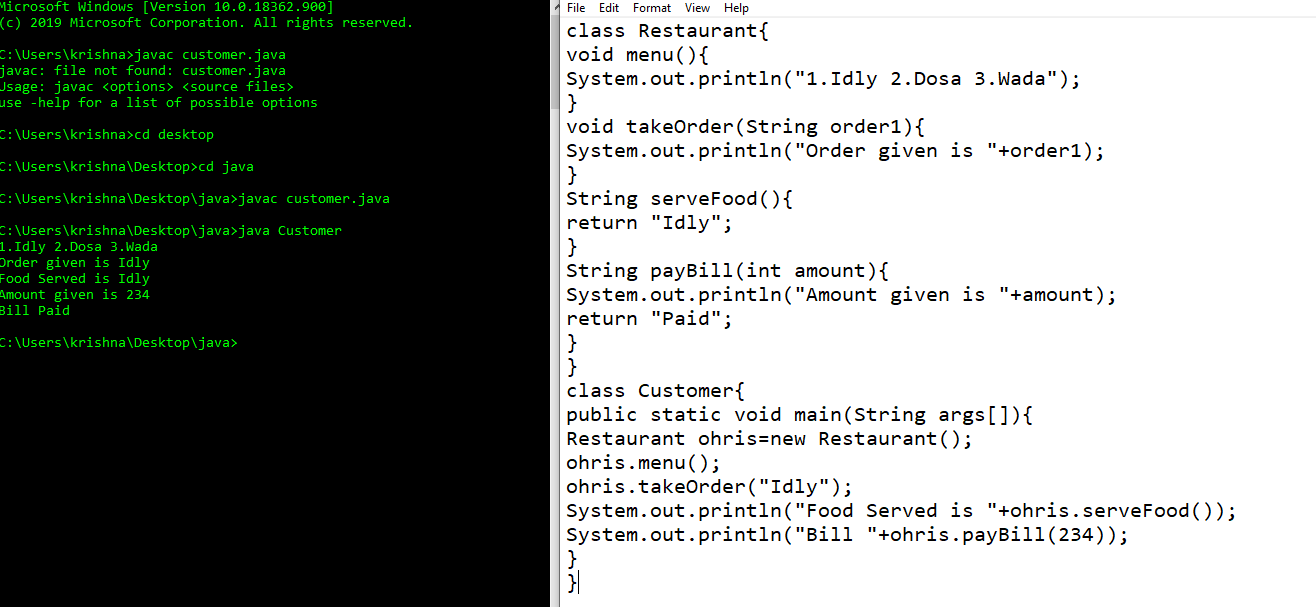 Microsoft Windows [Version 10.0.18362.900]
(c) 2019 Microsoft Corporation. All rights reserved.
C:\Users\krishna>javac customer.java
javac: file not found: customer.java
Usage: javac <options> <source files>
use -help for a list of possible options
C:\Users\krishna>cd desktop
C:\Users\krishna\Desktop>cd java
C:\Users\krishna\Desktop\java>javac customer.java
C:\Users\krishna\Desktop\java>java Customer
1.Idly 2.Dosa 3.Wada
Order given is Idly
Food Served is Idly
Amount given is 234
Bill Paid
C:\Users\krishna\Desktop\java>
File Edit Format View Help
class Restaurant{
void menu(){
System.out.println("1.Idly 2.Dosa 3.Wada");
}
void takeOrder(String order1){
System.out.println("Order given is "+order1);
}
String serveFood(){
return "Idly";
}
String payBill(int amount){
System.out.println("Amount given is "+amount);
return "Paid";
}
}
class Customer{
public static void main(String args[]){
Restaurant ohris=new Restaurant();
ohris.menu();
ohris.takeOrder("Idly");
System.out.println("Food Served is "+ohris.serveFood());
System.out.println("Bill "+ohris.payBill(234));
}
}